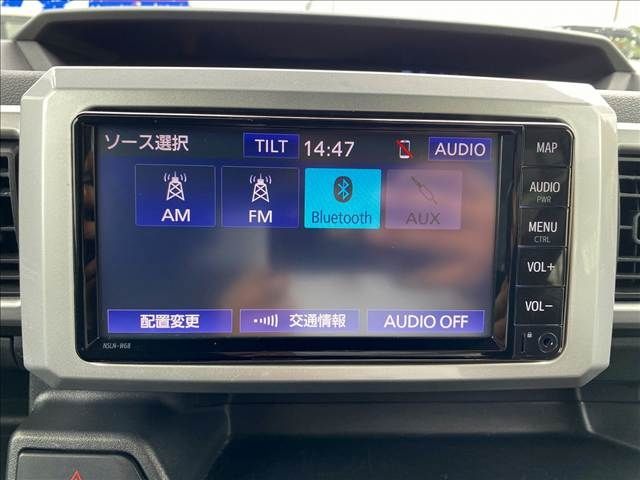 ソース選択 TILT 14:47 AUDIO
AM FM Bluetooth AUX
配置変更 交通情報 AUDIO OFF
NSLN-W68
MAP
AUDIO
PWR
MENU
CTRL
VOL+
VOL-